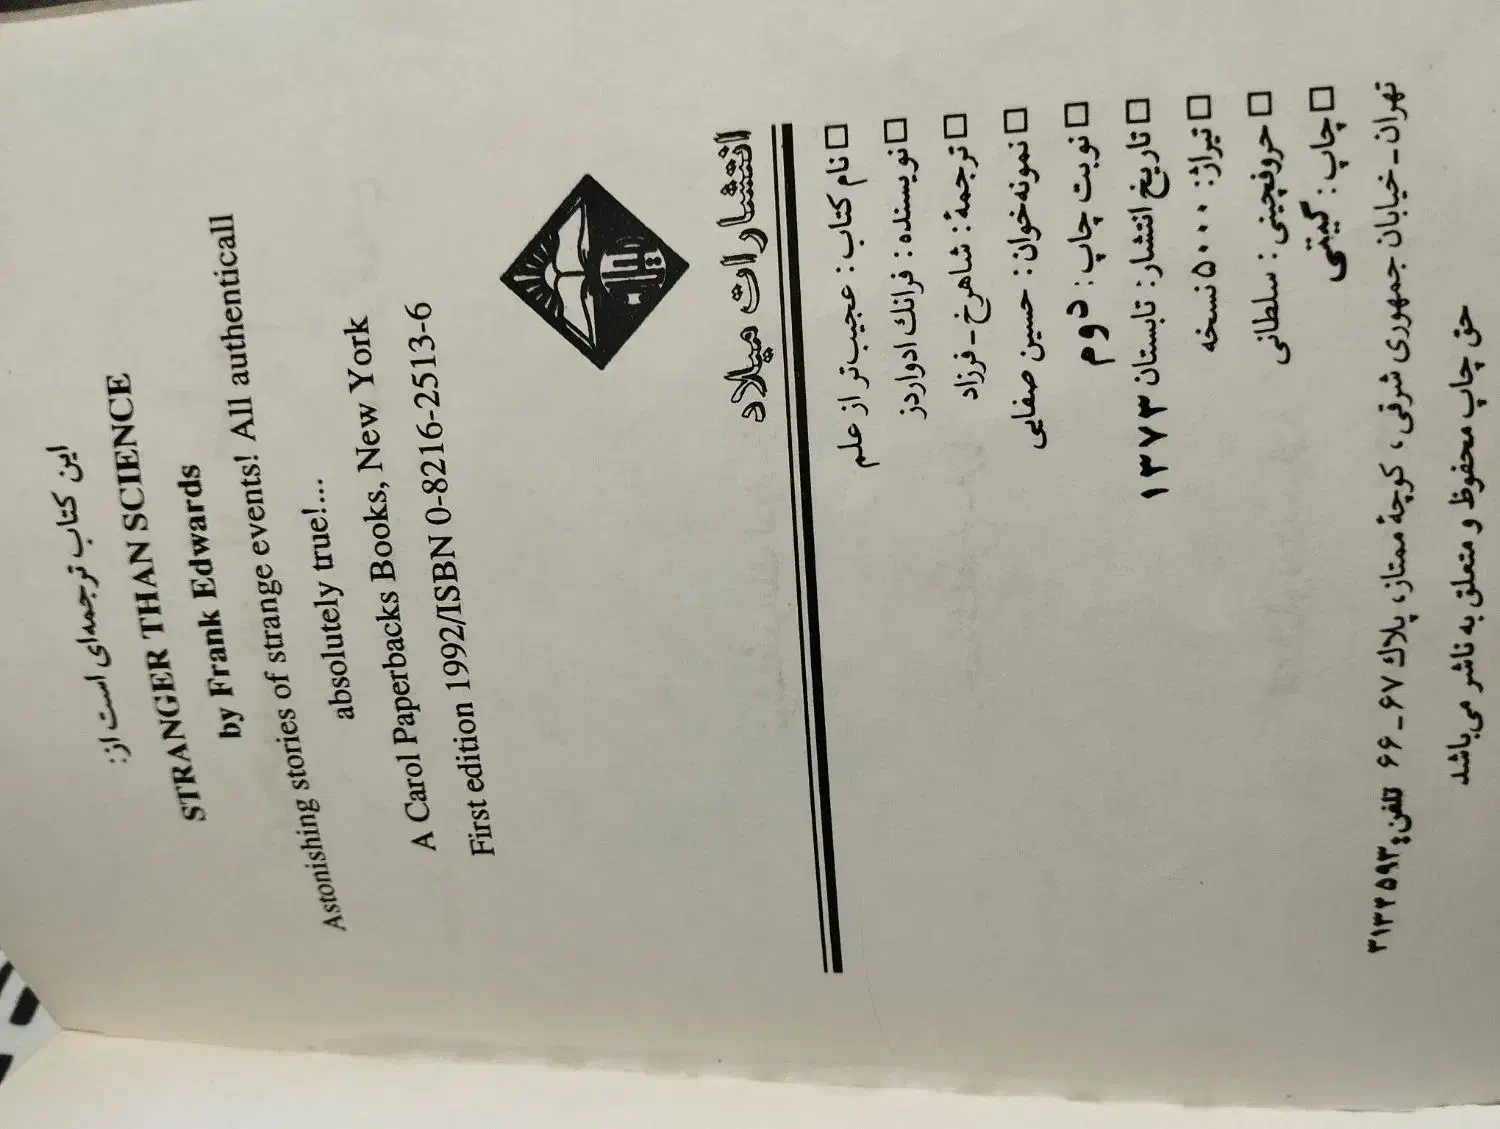 این کتاب ترجمه‌ای است از:
STRANGER THAN SCIENCE
by Frank Edwards
Astonishing stories of strange events! All authenticall
absolutely true!...
A Carol Paperbacks Books, New York
First edition 1992/ISBN 0-8216-2513-6
انتشارات میلاد
□ نام کتاب: عجیب‌تر از علم
□ نویسنده: فرانك ادواردز
□ ترجمهٔ: شاهرخ ـ فرزاد
□ نمونه‌خوان: حسین صفایی
□ نوبت چاپ: دوم
□ تاریخ انتشار: تابستان ۱۳۷۳
□ تیراژ: ۵۰۰۰ نسخه
□ حروفچینی: سلطانی
□ چاپ: گیتی
تهران ـ خیابان جمهوری شرقی، کوچهٔ ممتاز، پلاك ۶۷ ـ ۶۶ تلفن: ۳۱۳۲۵۹۳
حق چاپ محفوظ و متعلق به ناشر می‌باشد